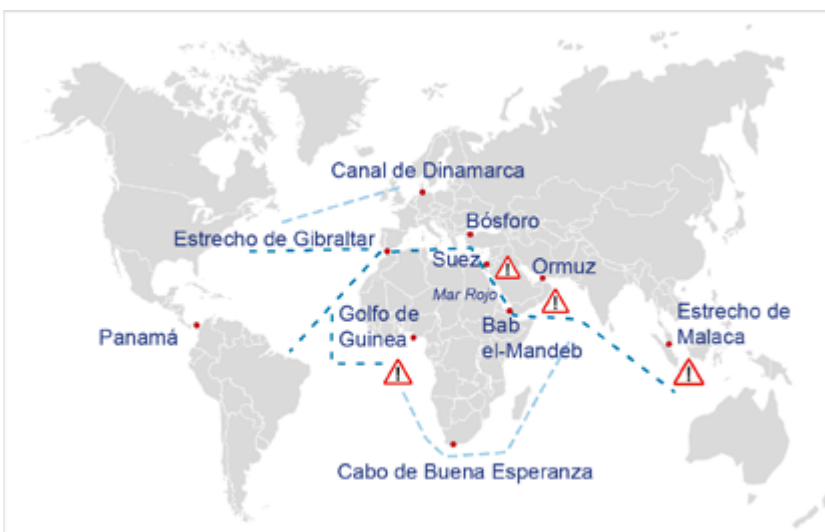 Canal de Dinamarca
Bósforo
Estrecho de Gibraltar
Suez
Ormuz
Mar Rojo
Golfo de
Guinea
Bab
el-Mandeb
Estrecho de
Malaca
Panamá
Cabo de Buena Esperanza